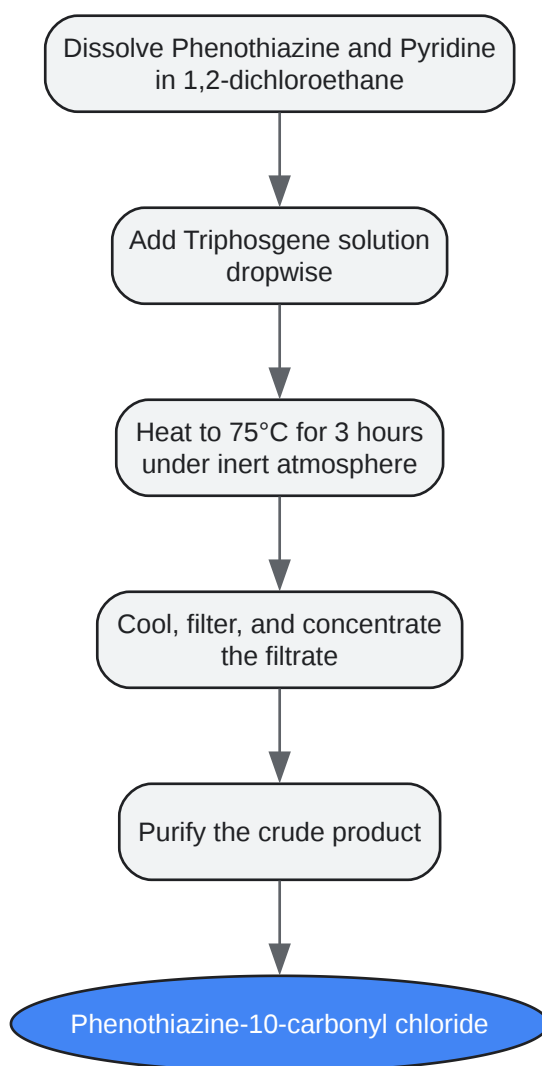 Dissolve Phenothiazine and Pyridine
in 1,2-dichloroethane
Add Triphosgene solution
dropwise
Heat to 75°C for 3 hours
under inert atmosphere
Cool, filter, and concentrate
the filtrate
Purify the crude product
Phenothiazine-10-carbonyl chloride